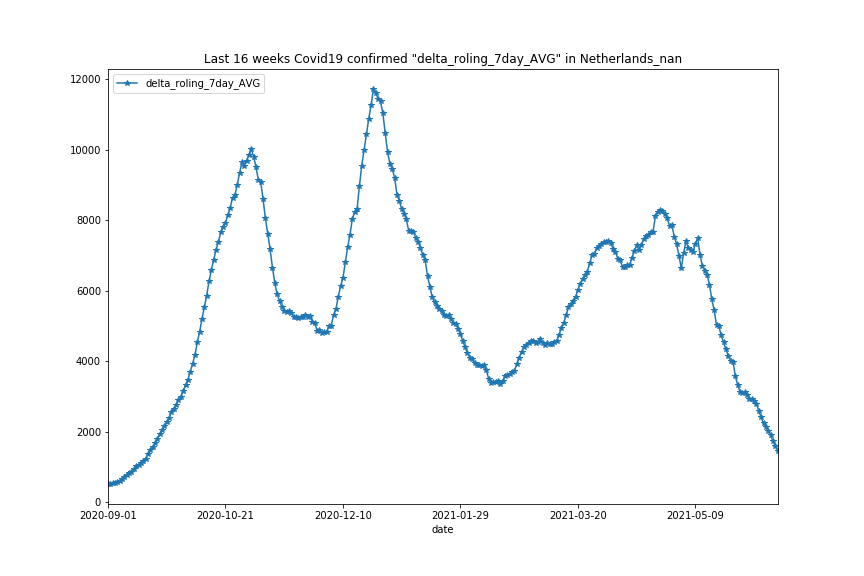 Last 16 weeks Covid19 confirmed "delta_roling_7day_AVG" in Netherlands_nan
delta_roling_7day_AVG
12000
10000
8000
6000
4000
2000
0
2020-09-01 2020-10-21 2020-12-10 2021-01-29 2021-03-20 2021-05-09
date